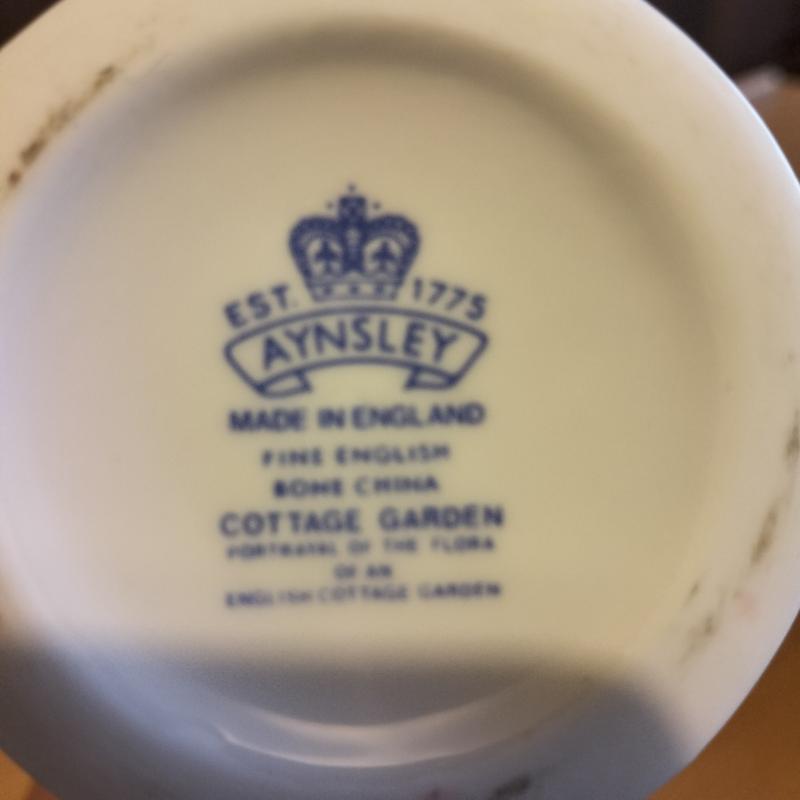 EST. 1775
AYNSLEY
MADE IN ENGLAND
FINE ENGLISH
BONE CHINA
COTTAGE GARDEN
PORTRAYAL OF THE FLORA
OF AN
ENGLISH COTTAGE GARDEN